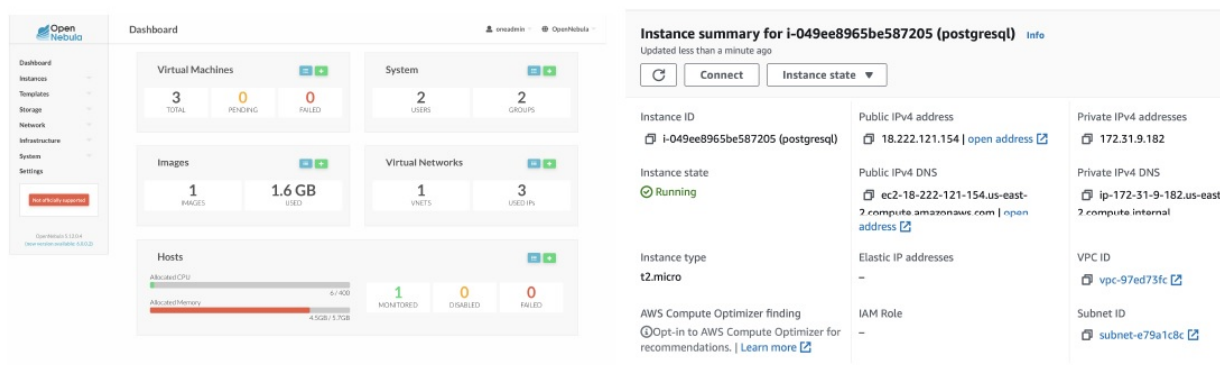 Open
Nebula
Dashboard
oneadmin
OpenNebula
Dashboard
Instances
Templates
Storage
Network
Infrastructure
System
Settings
Not officially supported
OpenNebula 5.12.0.4
Virtual Machines
3
TOTAL
0
PENDING
0
FAILED
System
2
USERS
2
GROUPS
Images
1
IMAGES
1.6 GB
USED
Virtual Networks
1
VNETS
3
USED IPs
Hosts
Allocated CPU
6 / 400
Allocated Memory
4.5GB / 5.7GB
1
MONITORED
0
DISABLED
0
FAILED
Instance summary for i-049ee8965be587205 (postgresql) Info
Updated less than a minute ago
Connect
Instance state
Instance ID
i-049ee8965be587205 (postgresql)
Public IPv4 address
18.222.121.154 | open address
Private IPv4 addresses
172.31.9.182
Instance state
Running
Public IPv4 DNS
ec2-18-222-121-154.us-east-
2.compute.amazonaws.com | open
address
Private IPv4 DNS
ip-172-31-9-182.us-east
2.compute.internal
Instance type
t2.micro
Elastic IP addresses
–
VPC ID
vpc-97ed73fc
AWS Compute Optimizer finding
Opt-in to AWS Compute Optimizer for
recommendations. | Learn more
IAM Role
–
Subnet ID
subnet-e79a1c8c